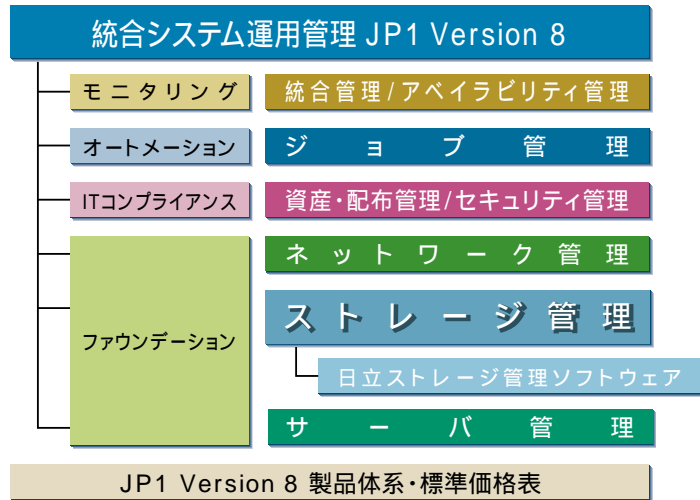 統合システム運用管理 JP1 Version 8
モニタリング 統合管理/アベイラビリティ管理
オートメーション ジョブ管理
ITコンプライアンス 資産・配布管理/セキュリティ管理
ネットワーク管理
ストレージ管理
ファウンデーション
日立ストレージ管理ソフトウェア
サーバ管理
JP1 Version 8 製品体系・標準価格表